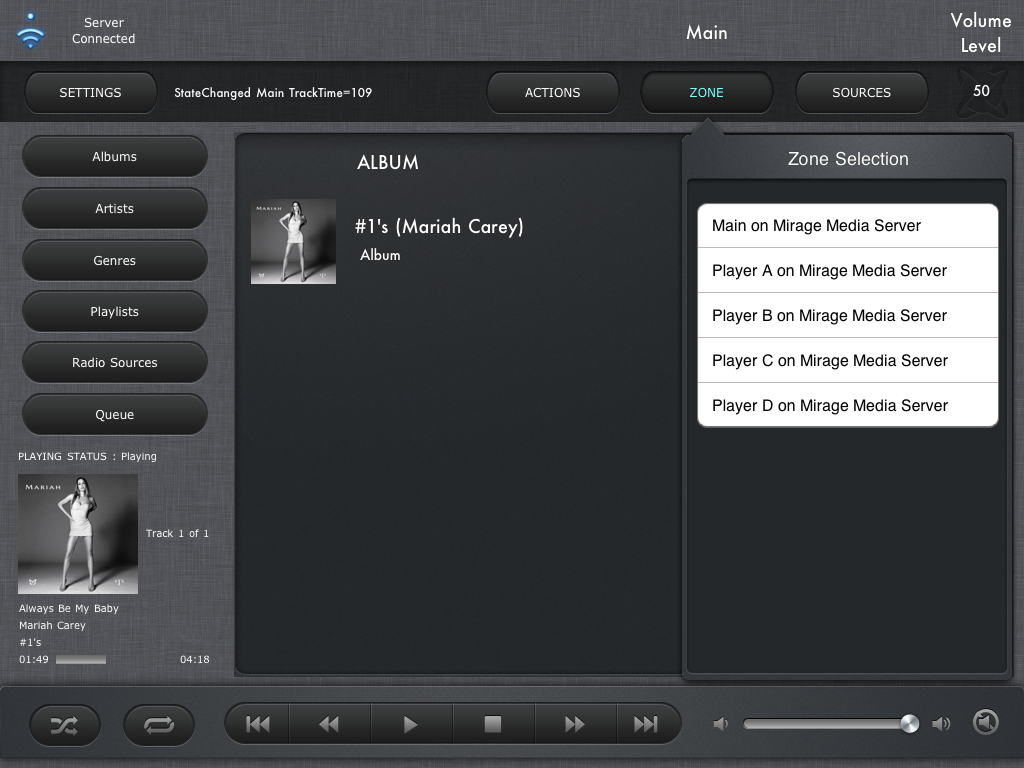 Server
Connected
Main
Volume
Level
SETTINGS
StateChanged Main TrackTime=109
ACTIONS
ZONE
SOURCES
50
Albums
Artists
Genres
Playlists
Radio Sources
Queue
PLAYING STATUS : Playing
MARIAH
Track 1 of 1
Always Be My Baby
Mariah Carey
#1's
01:49
04:18
ALBUM
MARIAH
#1's (Mariah Carey)
Album
Zone Selection
Main on Mirage Media Server
Player A on Mirage Media Server
Player B on Mirage Media Server
Player C on Mirage Media Server
Player D on Mirage Media Server